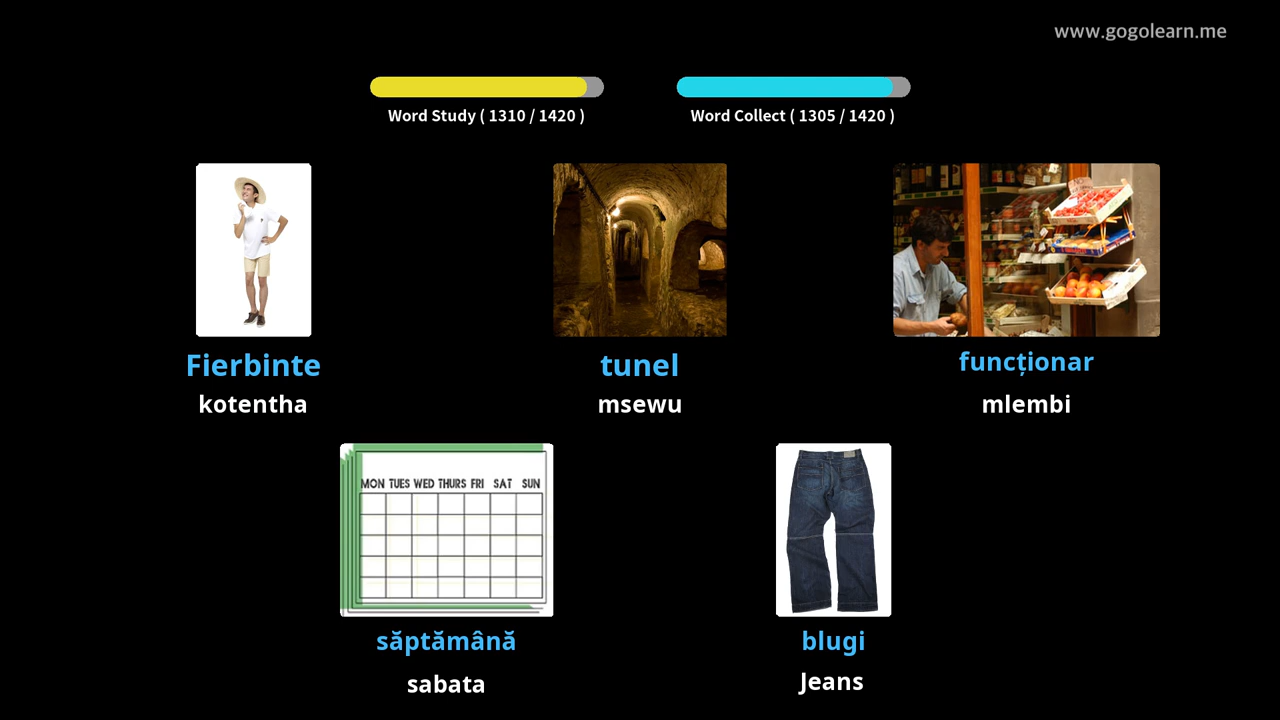 www.gogolearn.me
Word Study ( 1310 / 1420 )
Word Collect ( 1305 / 1420 )
Fierbinte
kotentha
tunel
msewu
funcționar
mlembi
MON TUES WED THURS FRI SAT SUN
săptămână
sabata
blugi
Jeans